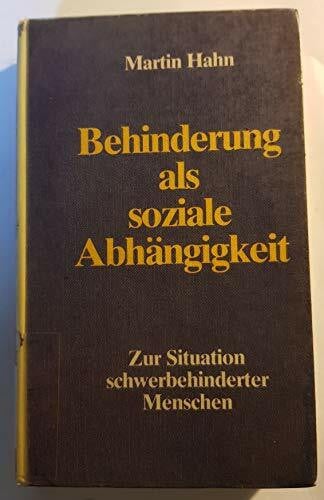 Martin Hahn
Behinderung
als
soziale
Abhängigkeit
Zur Situation
schwerbehinderter
Menschen